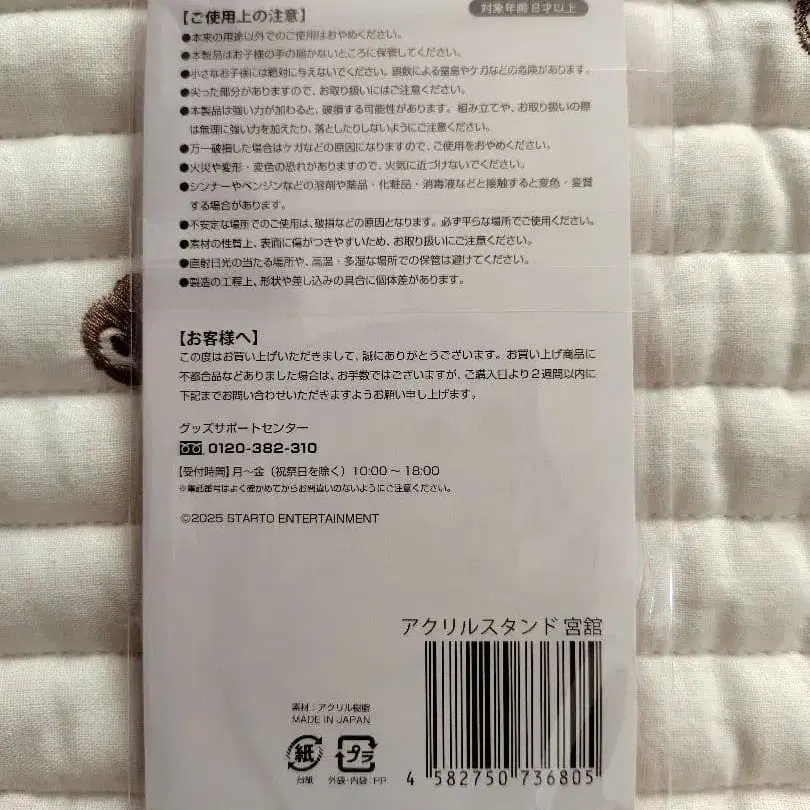 【ご使用上の注意】
対象年齢8才以上
●本来の用途以外でのご使用はおやめください。
●本製品はお子様の手の届かないところに保管してください。
●小さなお子様には絶対に与えないでください。誤飲による窒息やケガなどの危険があります。
●尖った部分がありますので、お取り扱いにはご注意ください。
●本製品は強い力が加わると、破損する可能性があります。組み立てや、お取り扱いの際
は無理に強い力を加えたり、落としたりしないようにご注意ください。
●万一破損した場合はケガなどの原因になりますので、ご使用をおやめください。
●火災や変形・変色の恐れがありますので、火気に近づけないでください。
●シンナーやベンジンなどの溶剤や薬品・化粧品・消毒液などと接触すると変色・変質
する場合があります。
●不安定な場所でのご使用は、破損などの原因となります。必ず平らな場所でご使用ください。
●素材の性質上、表面に傷がつきやすいため、お取り扱いにご注意ください。
●直射日光の当たる場所や、高温・多湿な場所での保管は避けてください。
●製造の工程上、形状や差し込みの具合に個体差があります。
【お客様へ】
この度はお買い上げいただきまして、誠にありがとうございます。お買い上げ商品に
不都合品などありました場合は、お手数ではございますが、ご購入日より2週間以内に
下記までお問い合わせいただきますようお願い申し上げます。
グッズサポートセンター
0120-382-310
【受付時間】月〜金（祝祭日を除く）10:00〜18:00
※電話番号はよく確かめてからお間違いのないようにご注意ください。
©2025 STARTO ENTERTAINMENT
アクリルスタンド 宮舘
素材：アクリル樹脂
MADE IN JAPAN
紙 プラ
台紙 外袋・内袋：PP
4 582750 736805